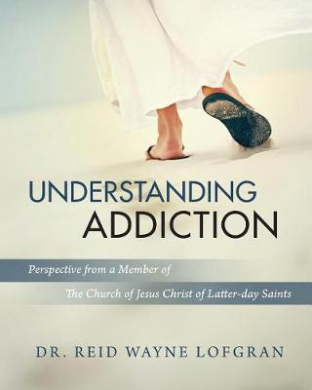 UNDERSTANDING
ADDICTION
Perspective from a Member of
The Church of Jesus Christ of Latter-day Saints
DR. REID WAYNE LOFGRAN